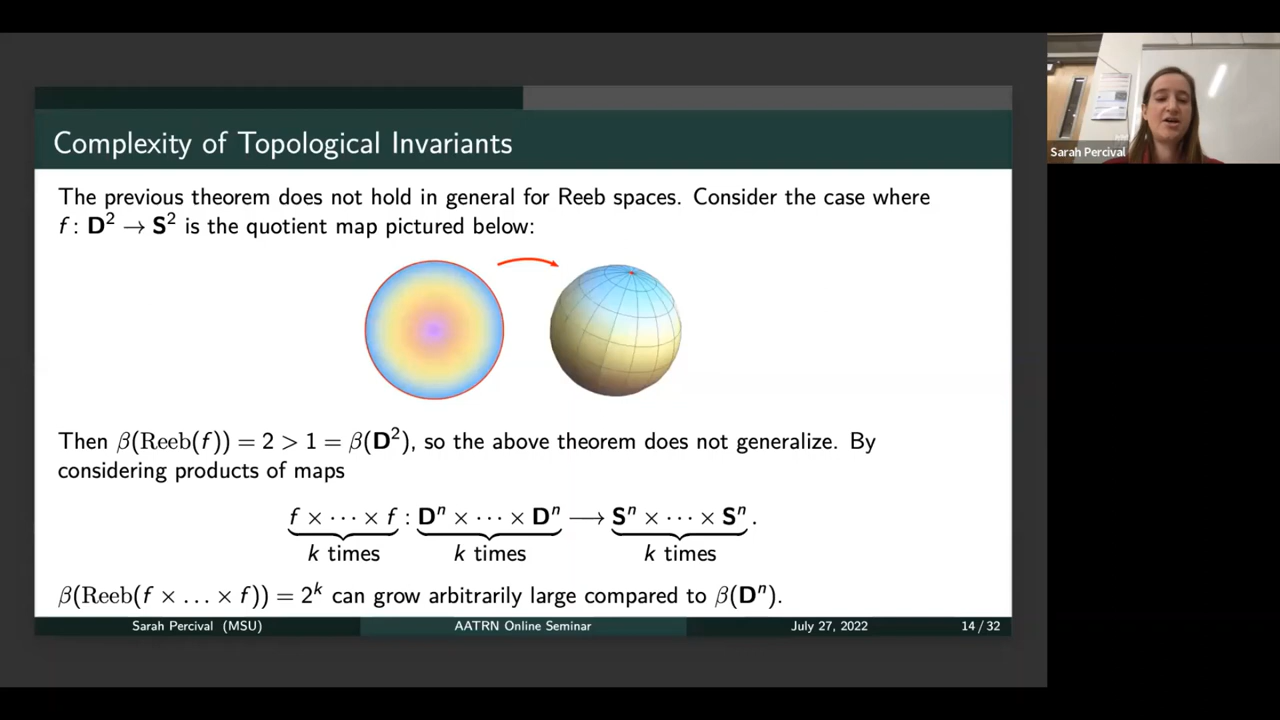 Complexity of Topological Invariants
The previous theorem does not hold in general for Reeb spaces. Consider the case where
f : D² → S² is the quotient map pictured below:
Then β(Reeb(f)) = 2 > 1 = β(D²), so the above theorem does not generalize. By
considering products of maps
f × ⋯ × f : Dⁿ × ⋯ × Dⁿ ⟶ Sⁿ × ⋯ × Sⁿ.
k times k times k times
β(Reeb(f × … × f)) = 2ᵏ can grow arbitrarily large compared to β(Dⁿ).
Sarah Percival (MSU) AATRN Online Seminar July 27, 2022 14 / 32
Sarah Percival